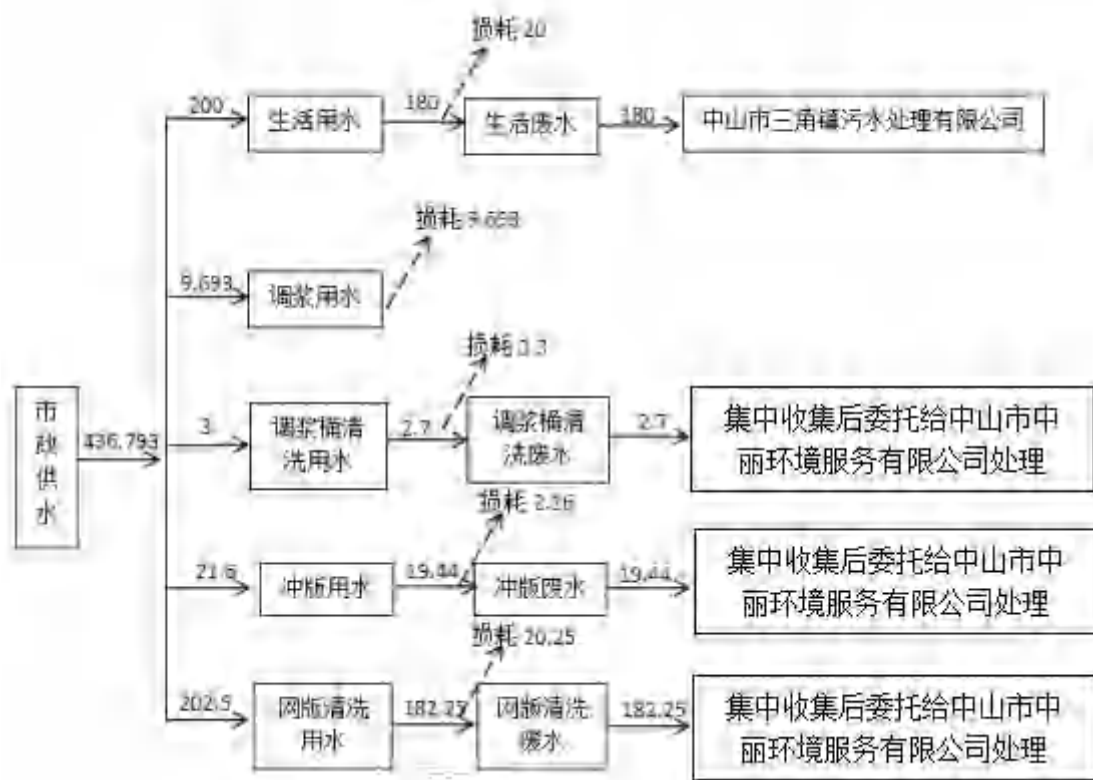 损耗 20
200
生活用水
180
生活废水
180
中山市三角镇污水处理有限公司
损耗
9.693
调浆用水
损耗
市政供水
436.793
3
调浆桶清
洗用水
2.7
调浆桶清
洗废水
2.7
集中收集后委托给中山市中
丽环境服务有限公司处理
损耗
21.6
冲版用水
19.44
冲版废水
19.44
集中收集后委托给中山市中
丽环境服务有限公司处理
损耗 20.25
202.5
网版清洗
用水
182.25
网版清洗
废水
182.25
集中收集后委托给中山市中
丽环境服务有限公司处理